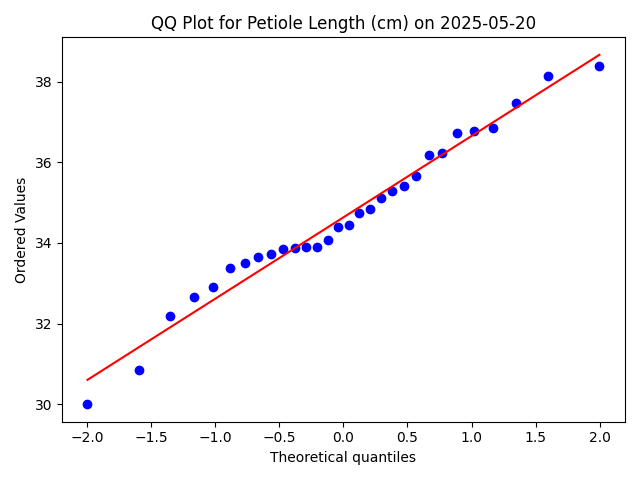 QQ Plot for Petiole Length (cm) on 2025-05-20
Ordered Values
38
36
34
32
30
−2.0 −1.5 −1.0 −0.5 0.0 0.5 1.0 1.5 2.0
Theoretical quantiles